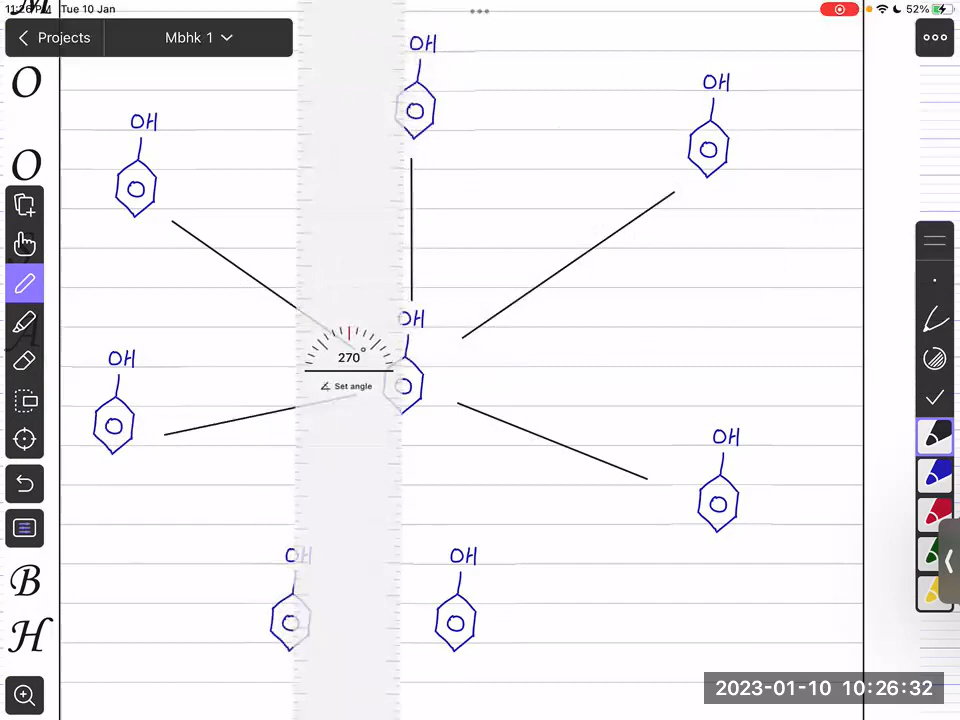 11:26 PM Tue 10 Jan
52%
Projects
Mbhk 1
OH
OH
OH
OH
OH
OH
OH
OH
270°
Set angle
O
O
A
B
H
2023-01-10 10:26:32